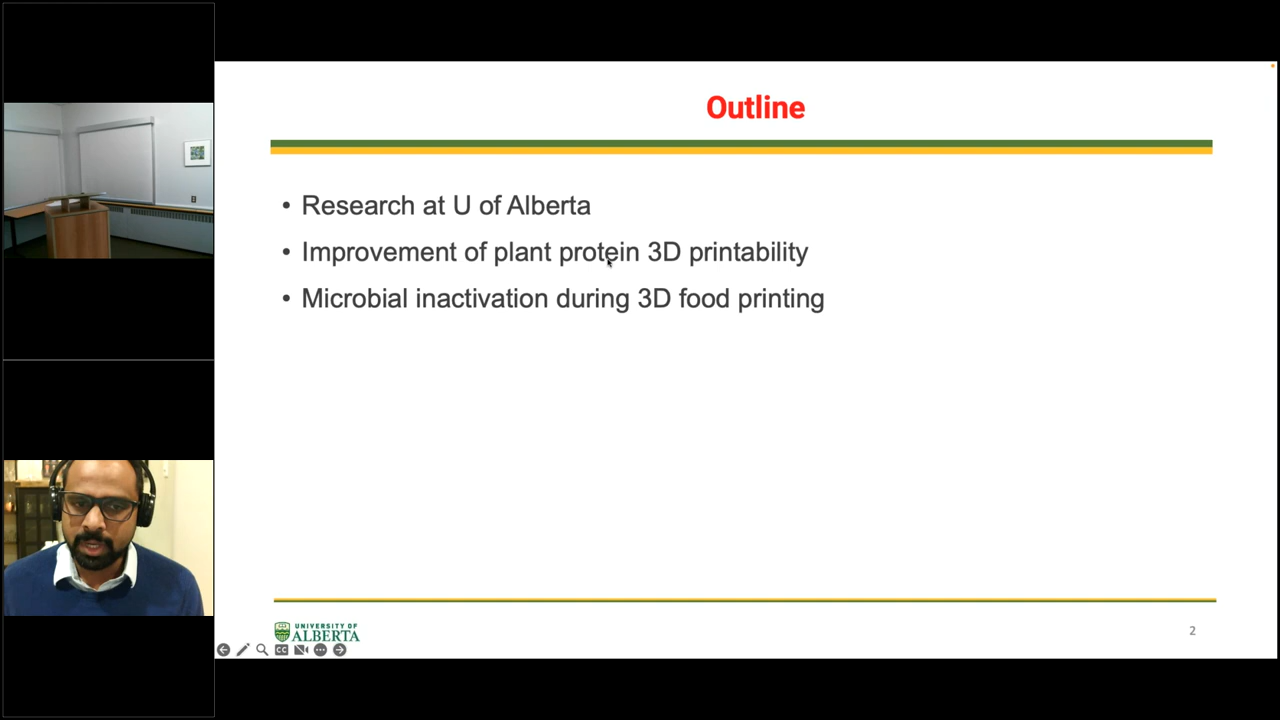 Outline
• Research at U of Alberta
• Improvement of plant protein 3D printability
• Microbial inactivation during 3D food printing
UNIVERSITY OF
ALBERTA
2
CC